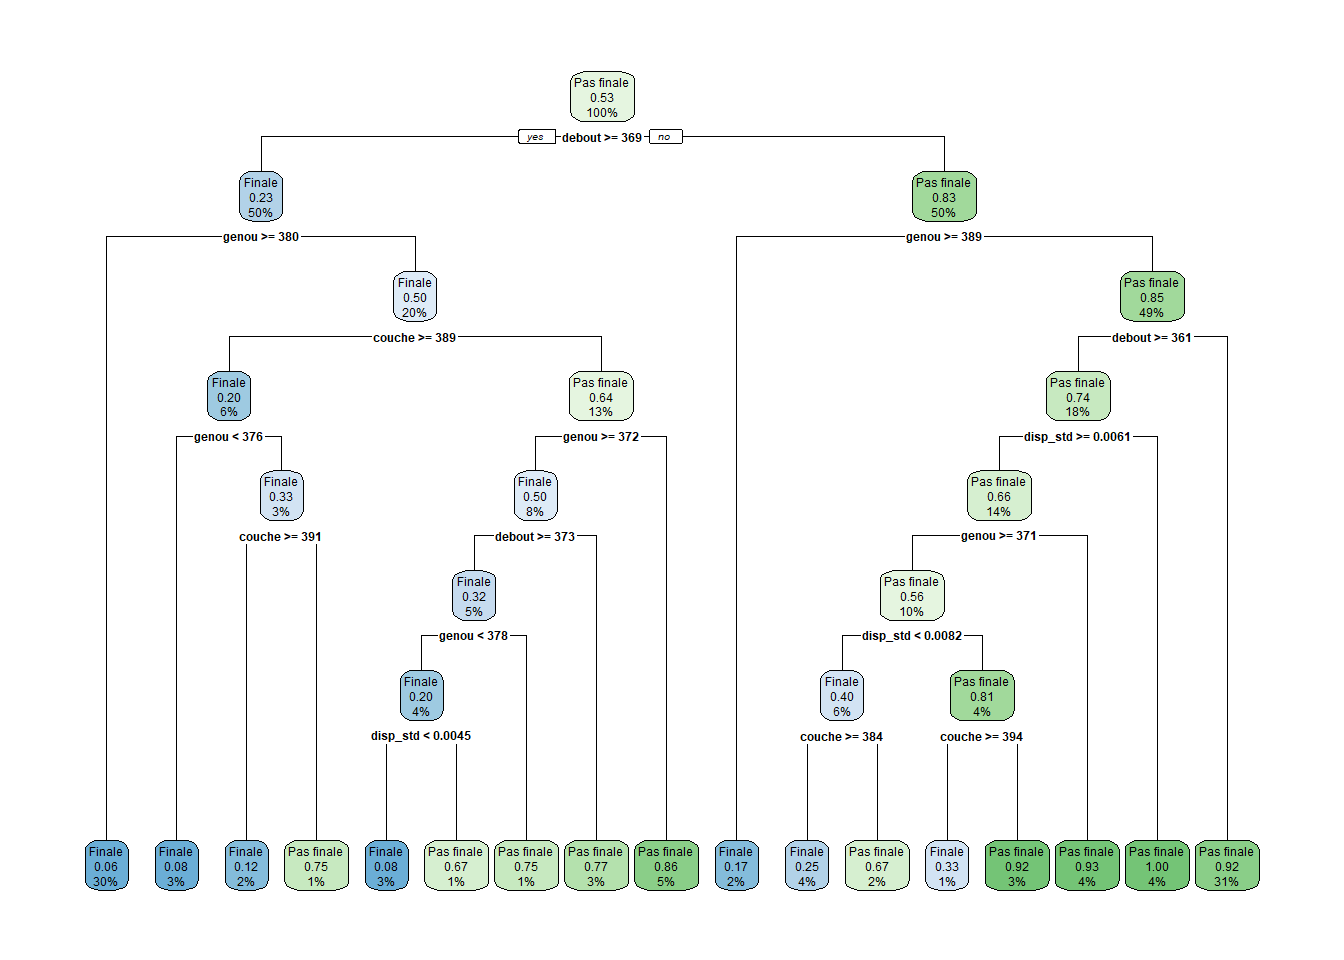 Pas finale
0.53
100%
yes
debout >= 369
no
Finale
0.23
50%
Pas finale
0.83
50%
genou >= 380
genou >= 389
Finale
0.50
20%
Pas finale
0.85
49%
couche >= 389
debout >= 361
Finale
0.20
6%
Pas finale
0.64
13%
Pas finale
0.74
18%
genou < 376
genou >= 372
disp_std >= 0.0061
Finale
0.33
3%
Finale
0.50
8%
Pas finale
0.66
14%
couche >= 391
debout >= 373
genou >= 371
Finale
0.32
5%
Pas finale
0.56
10%
genou < 378
disp_std < 0.0082
Finale
0.20
4%
Finale
0.40
6%
Pas finale
0.81
4%
disp_std < 0.0045
couche >= 384
couche >= 394
Finale
0.06
30%
Finale
0.08
3%
Finale
0.12
2%
Pas finale
0.75
1%
Finale
0.08
3%
Pas finale
0.67
1%
Pas finale
0.75
1%
Pas finale
0.77
3%
Pas finale
0.86
5%
Finale
0.17
2%
Finale
0.25
4%
Pas finale
0.67
2%
Finale
0.33
1%
Pas finale
0.92
3%
Pas finale
0.93
4%
Pas finale
1.00
4%
Pas finale
0.92
31%